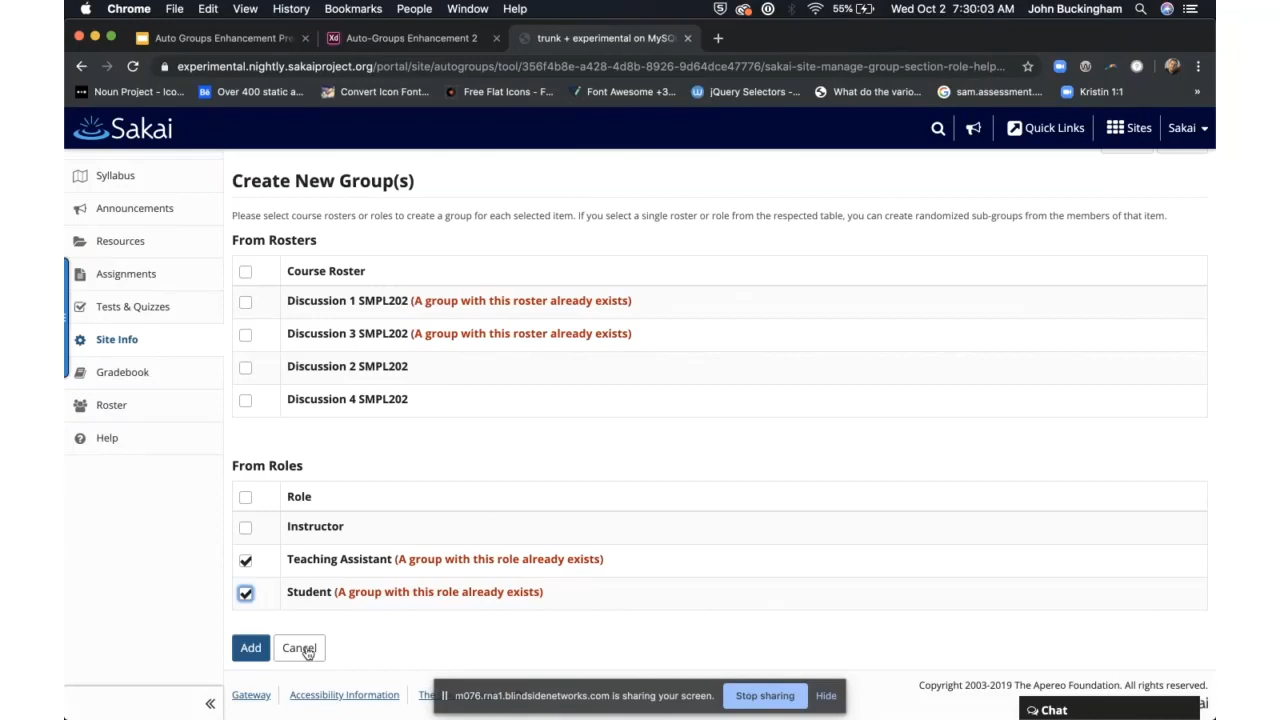 Chrome File Edit View History Bookmarks People Window Help 55% Wed Oct 2 7:30:03 AM John Buckingham
Auto Groups Enhancement Pre × Auto-Groups Enhancement 2 × trunk + experimental on MySQ × +
experimental.nightly.sakaiproject.org/portal/site/autogroups/tool/356f4b8e-a428-4d8b-8926-9d64dce47776/sakai-site-manage-group-section-role-help...
Noun Project - Ico... Bē Over 400 static a... Convert Icon Font... Free Flat Icons - F... Font Awesome +3... jQuery Selectors -... What do the vario... sam.assessment.... Kristin 1:1 »
Sakai Quick Links Sites Sakai
Syllabus
Announcements
Resources
Assignments
Tests & Quizzes
Site Info
Gradebook
Roster
Help
Create New Group(s)
Please select course rosters or roles to create a group for each selected item. If you select a single roster or role from the respected table, you can create randomized sub-groups from the members of that item.
From Rosters
Course Roster
Discussion 1 SMPL202 (A group with this roster already exists)
Discussion 3 SMPL202 (A group with this roster already exists)
Discussion 2 SMPL202
Discussion 4 SMPL202
From Roles
Role
Instructor
Teaching Assistant (A group with this role already exists)
Student (A group with this role already exists)
Add Cancel
Gateway Accessibility Information The
m076.rna1.blindsidenetworks.com is sharing your screen. Stop sharing Hide
Copyright 2003-2019 The Apereo Foundation. All rights reserved.
Chat